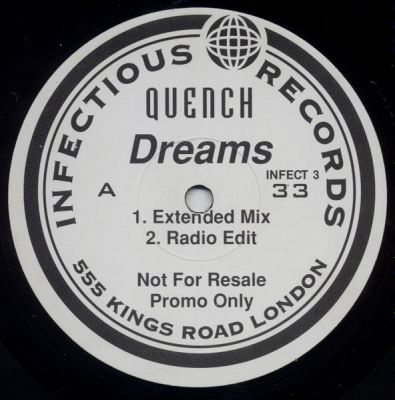 INFECTIOUS RECORDS
QUENCH
Dreams
INFECT 3
A
33
1. Extended Mix
2. Radio Edit
Not For Resale
Promo Only
555 KINGS ROAD LONDON